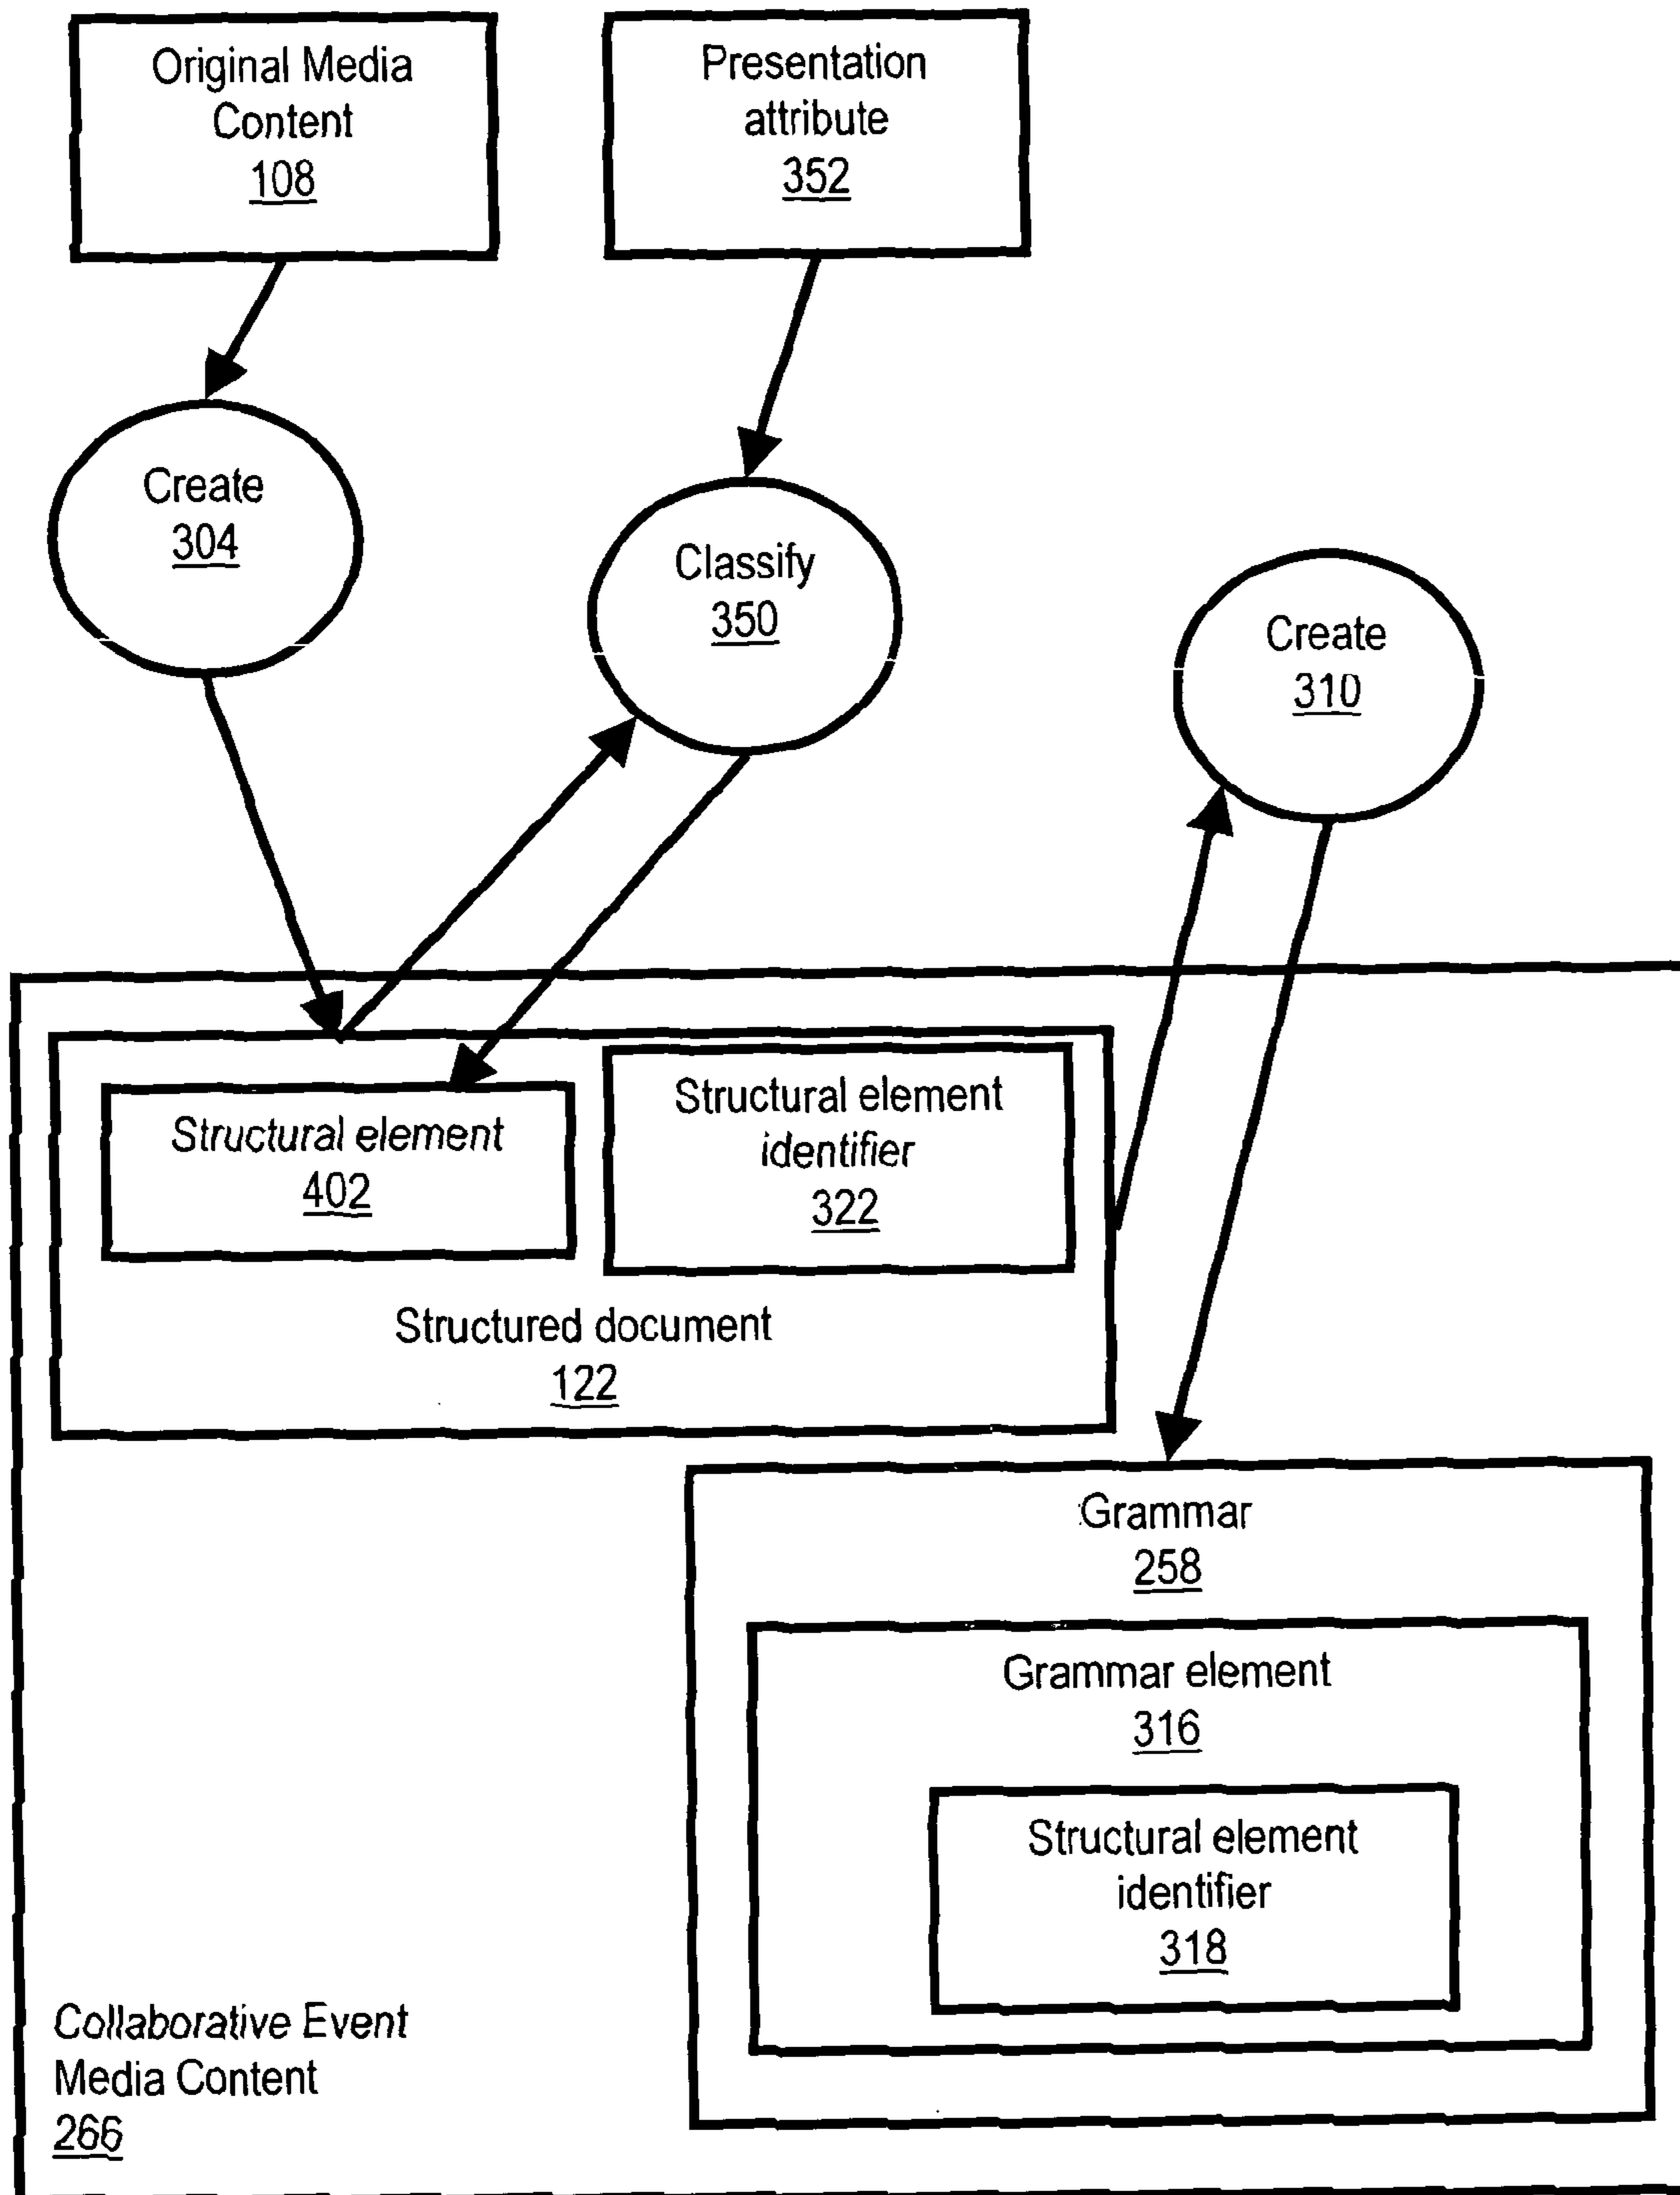 Original Media
Content
108
Presentation
attribute
352
Create
304
Classify
350
Create
310
Structural element
402
Structural element
identifier
322
Structured document
122
Grammar
258
Grammar element
316
Structural element
identifier
318
Collaborative Event
Media Content
266